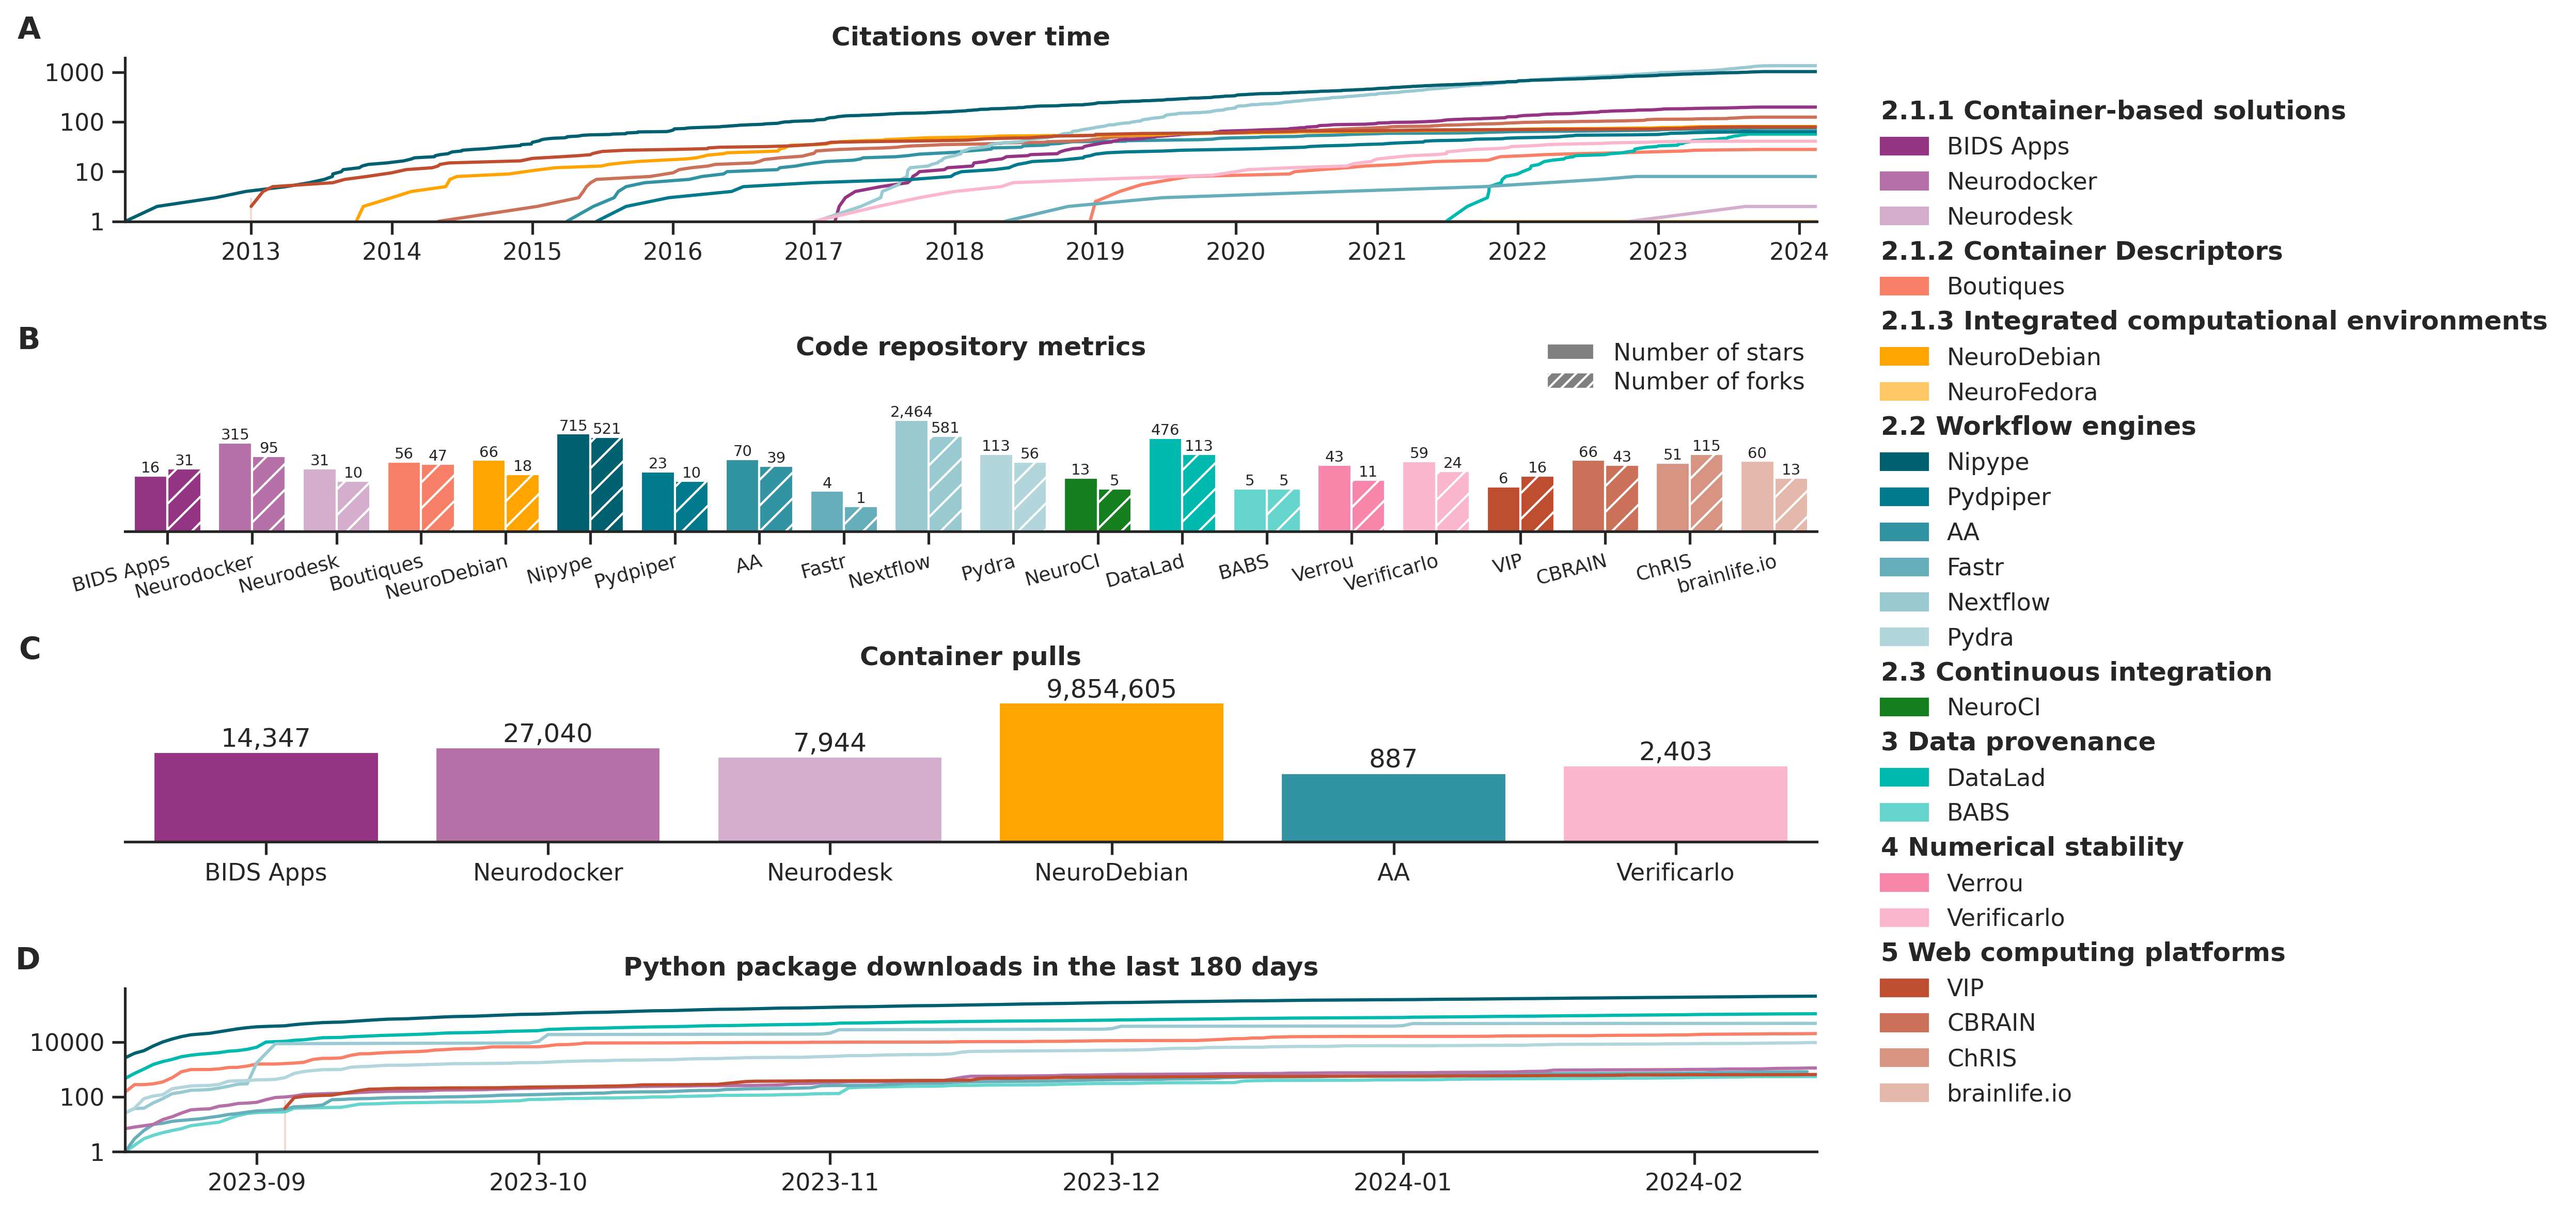 A
Citations over time
1000
100
10
1
2013 2014 2015 2016 2017 2018 2019 2020 2021 2022 2023 2024
B
Code repository metrics
Number of stars
Number of forks
16 31 315 95 31 10 56 47 66 18 715 521 23 10 70 39 4 1 2,464 581 113 56 13 5 476 113 5 5 43 11 59 24 6 16 66 43 51 115 60 13
BIDS Apps Neurodocker Neurodesk Boutiques NeuroDebian Nipype Pydpiper AA Fastr Nextflow Pydra NeuroCI DataLad BABS Verrou Verificarlo VIP CBRAIN ChRIS brainlife.io
C
Container pulls
14,347 27,040 7,944 9,854,605 887 2,403
BIDS Apps Neurodocker Neurodesk NeuroDebian AA Verificarlo
D
Python package downloads in the last 180 days
10000
100
1
2023-09 2023-10 2023-11 2023-12 2024-01 2024-02
2.1.1 Container-based solutions
BIDS Apps
Neurodocker
Neurodesk
2.1.2 Container Descriptors
Boutiques
2.1.3 Integrated computational environments
NeuroDebian
NeuroFedora
2.2 Workflow engines
Nipype
Pydpiper
AA
Fastr
Nextflow
Pydra
2.3 Continuous integration
NeuroCI
3 Data provenance
DataLad
BABS
4 Numerical stability
Verrou
Verificarlo
5 Web computing platforms
VIP
CBRAIN
ChRIS
brainlife.io